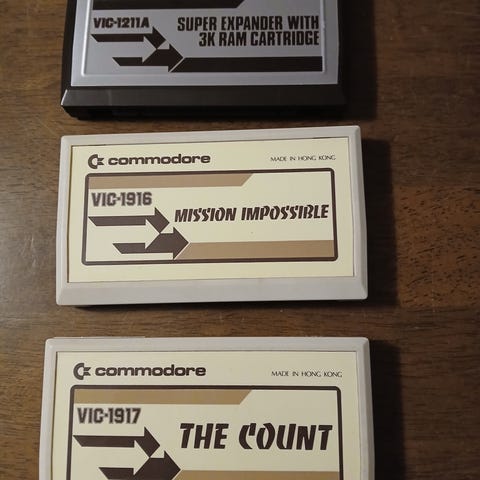 VIC-1211A
SUPER EXPANDER WITH
3K RAM CARTRIDGE
commodore
MADE IN HONG KONG
VIC-1916
MISSION IMPOSSIBLE
commodore
MADE IN HONG KONG
VIC-1917
THE COUNT